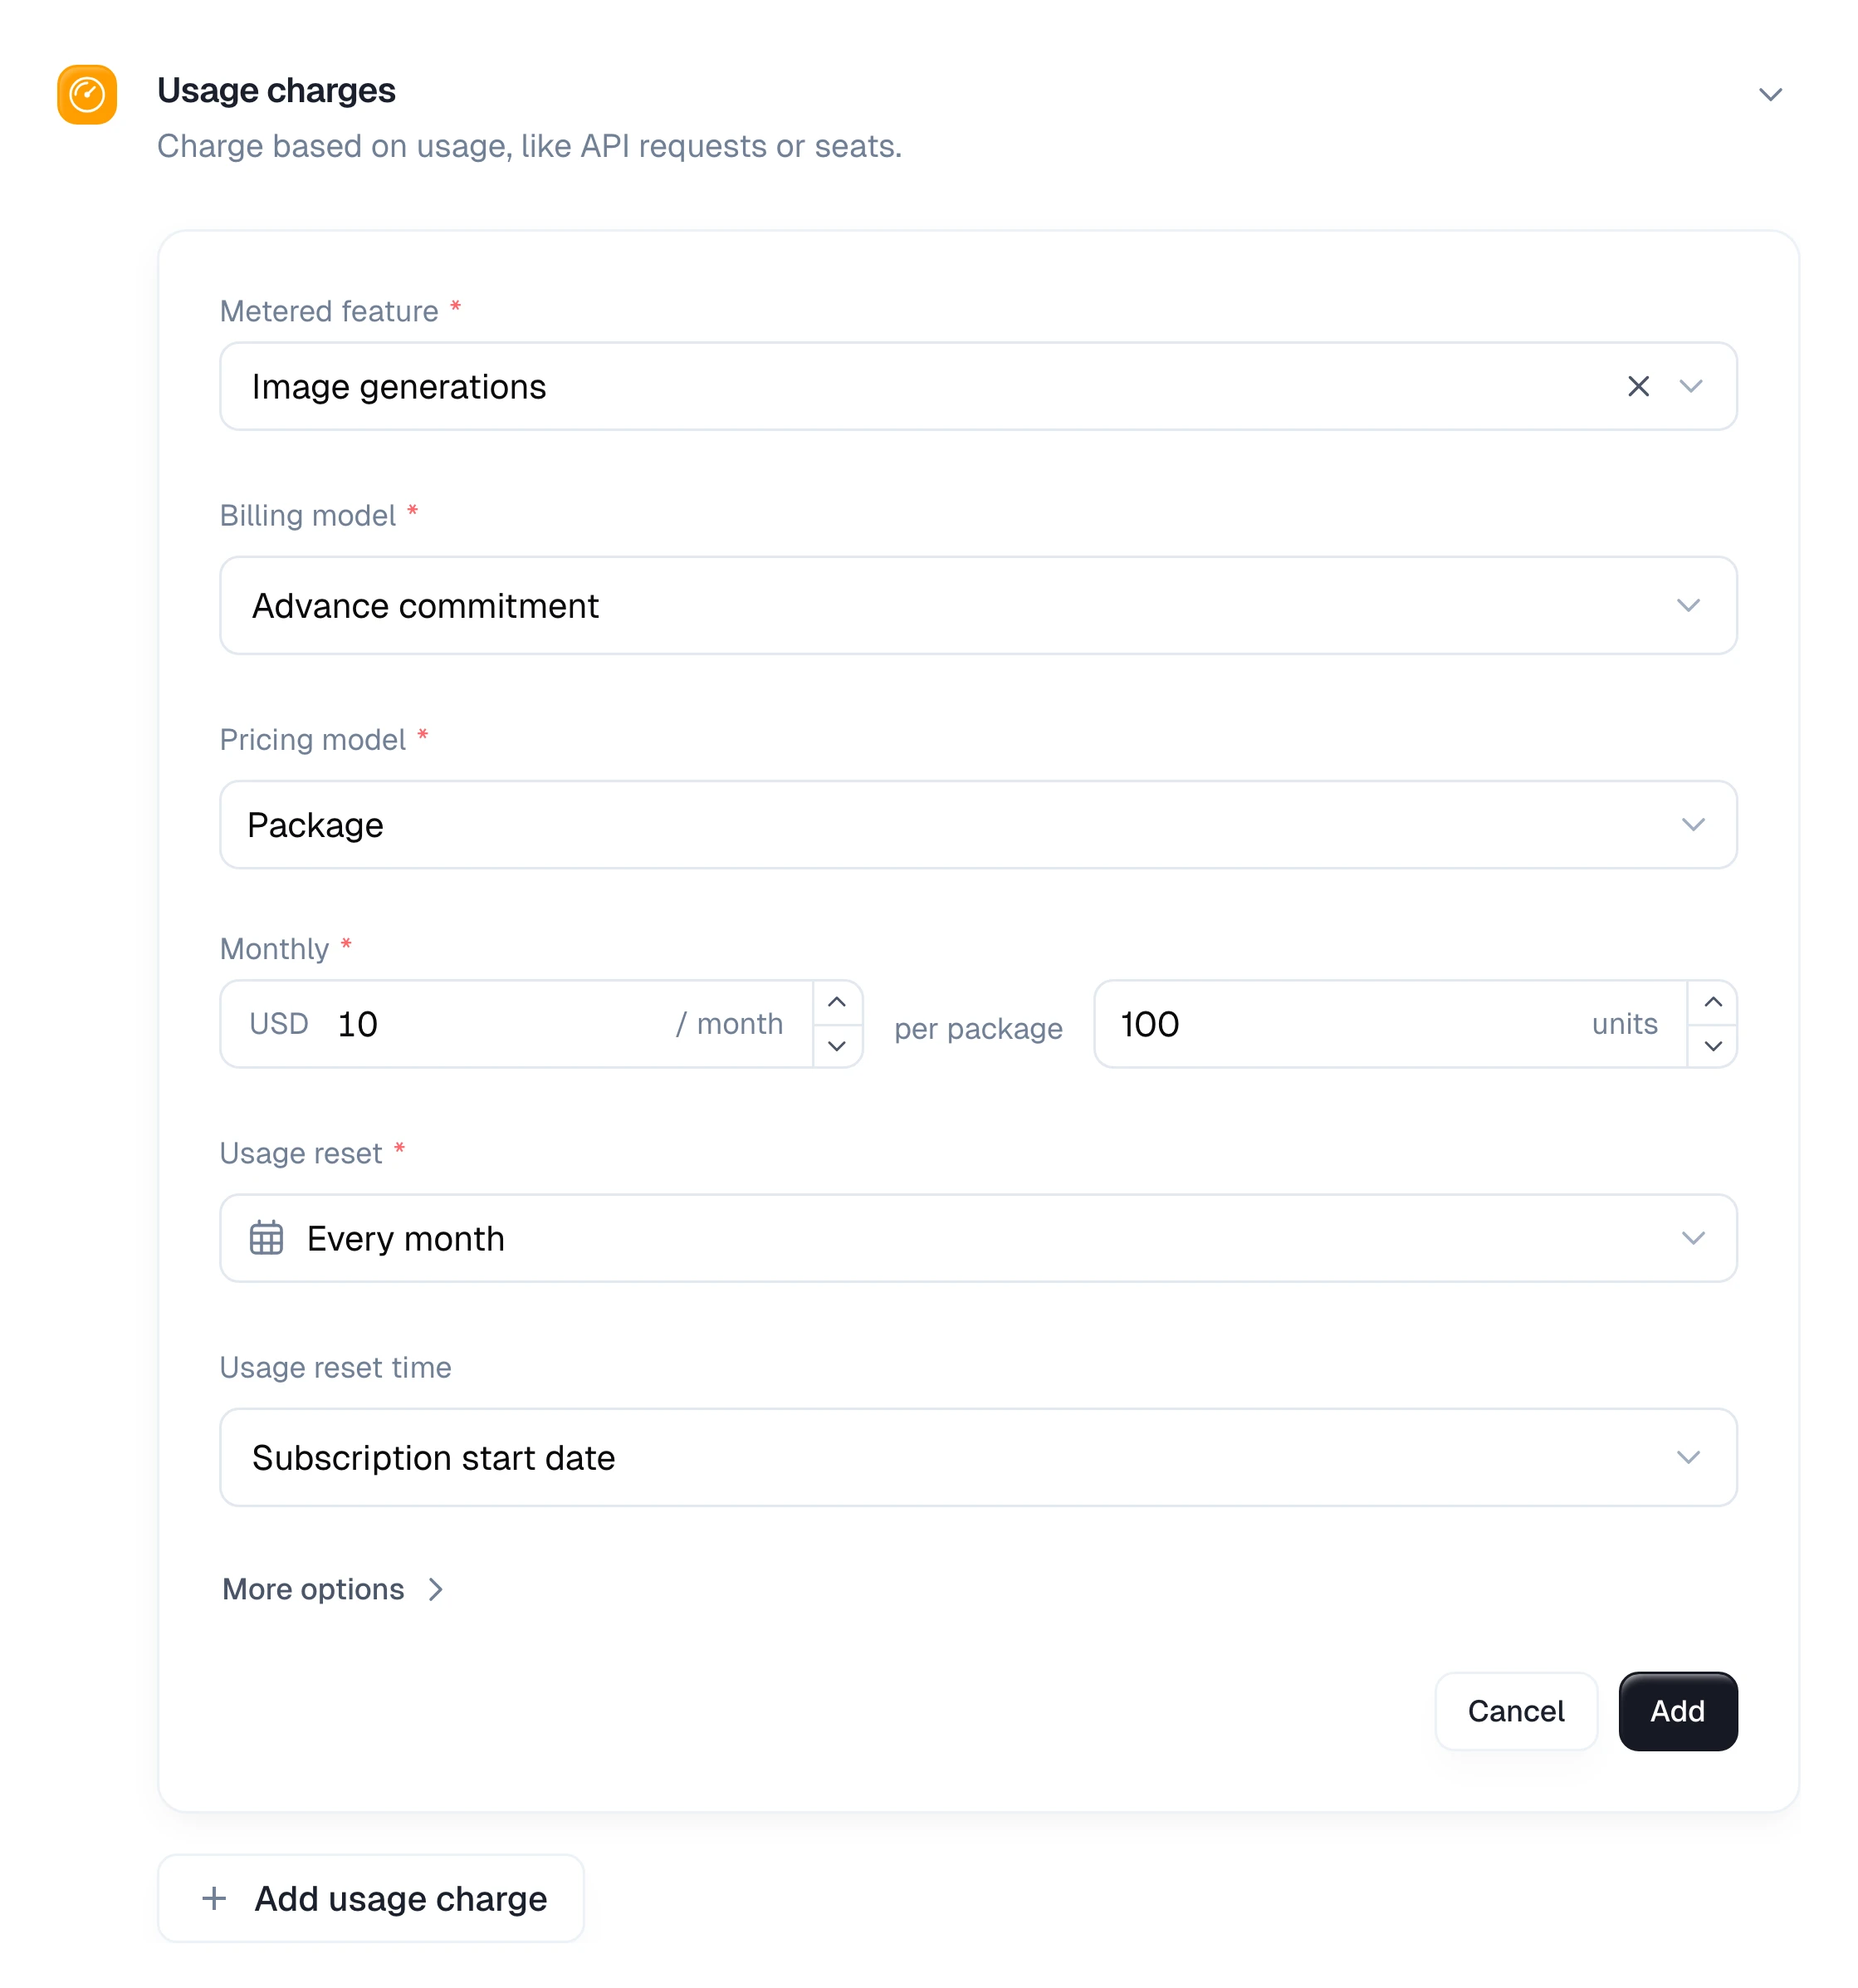 Usage charges
Charge based on usage, like API requests or seats.
Metered feature *
Image generations
Billing model *
Advance commitment
Pricing model *
Package
Monthly *
USD 10 / month per package 100 units
Usage reset *
Every month
Usage reset time
Subscription start date
More options
Cancel Add
Add usage charge